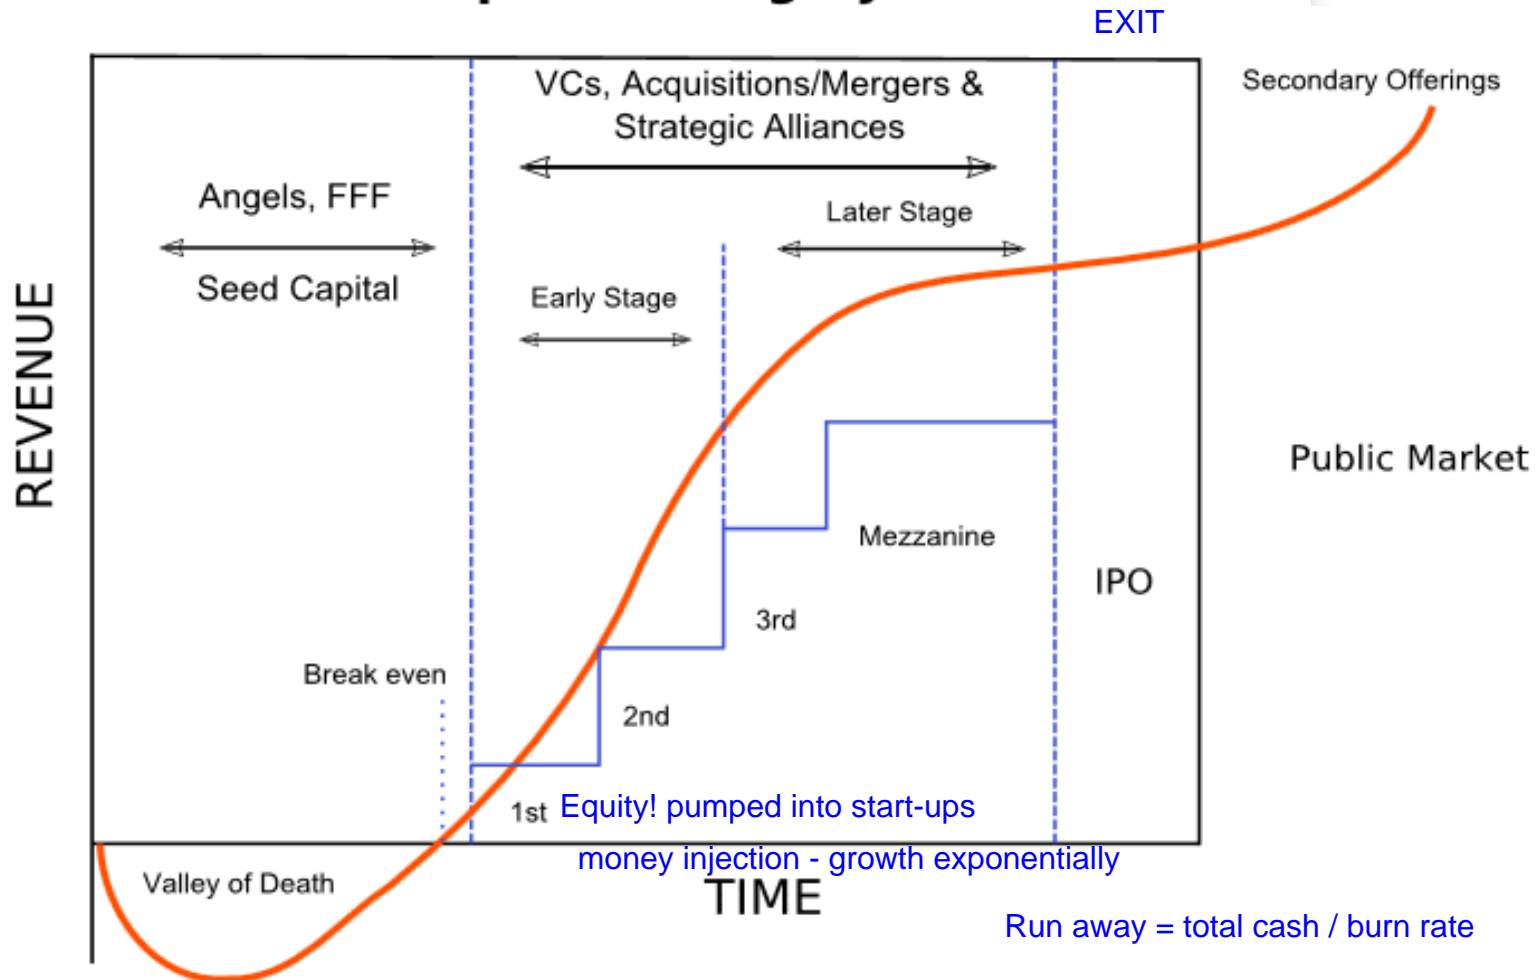 EXIT
VCs, Acquisitions/Mergers &
Strategic Alliances
Secondary Offerings
Angels, FFF
Seed Capital
Later Stage
Early Stage
REVENUE
Public Market
Mezzanine
IPO
3rd
Break even
2nd
1st
Equity! pumped into start-ups
money injection - growth exponentially
Valley of Death
TIME
Run away = total cash / burn rate